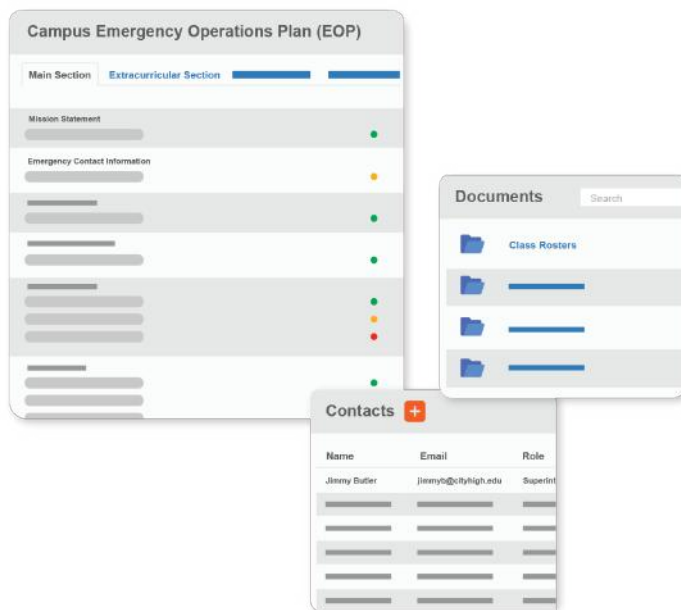 Campus Emergency Operations Plan (EOP)
Main Section Extracurricular Section
Mission Statement
Emergency Contact Information
Documents Search
Class Rosters
Contacts +
Name Email Role
Jimmy Butler jimmyb@cityhigh.edu Superint